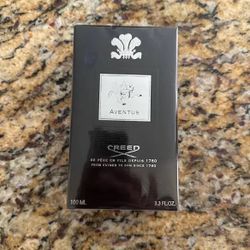 AVENTUS
CREED
DE PÈRE EN FILS DEPUIS 1760
FROM FATHER TO SON SINCE 1760
100 ML 3.3 FL.OZ.